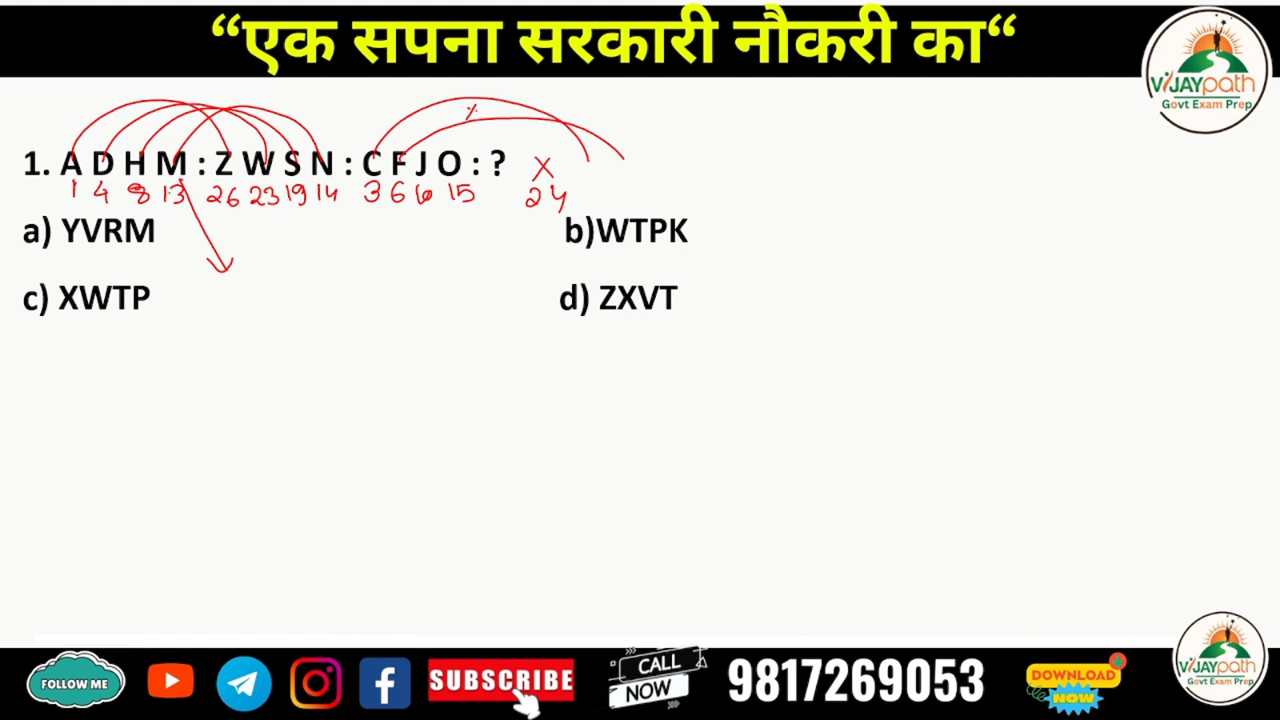 “एक सपना सरकारी नौकरी का“
VIJAYpath
Govt Exam Prep
1. A D H M : Z W S N : C F J O : ? X
1 4 8 13 26 23 19 14 3 6 10 15 24
a) YVRM b)WTPK
c) XWTP d) ZXVT
VIJAYpath
Govt Exam Prep
FOLLOW ME SUBSCRIBE CALL NOW 9817269053 DOWNLOAD NOW